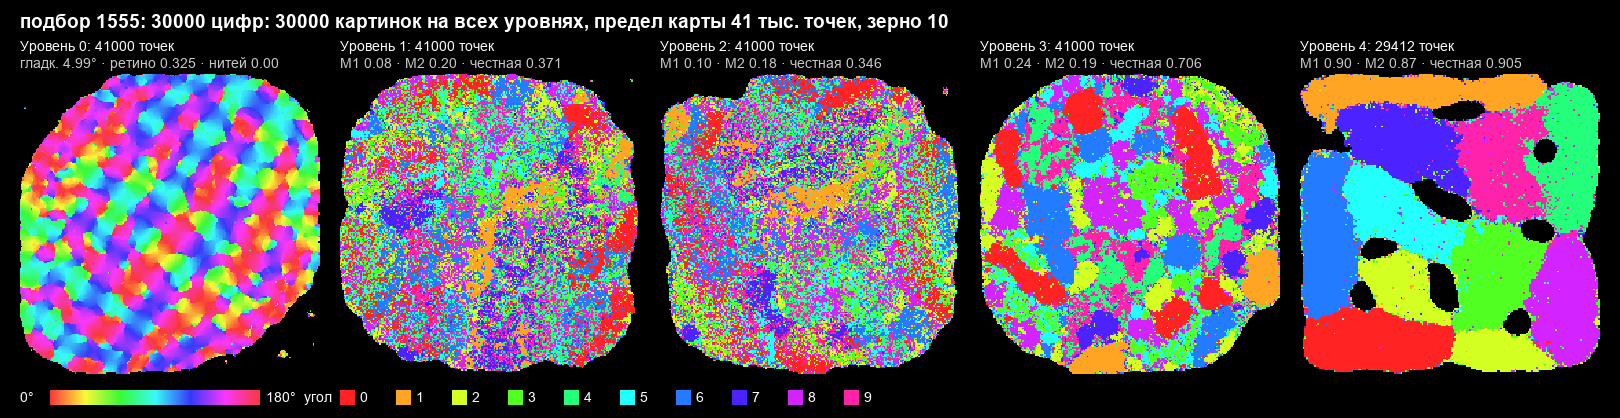 подбор 1555: 30000 цифр: 30000 картинок на всех уровнях, предел карты 41 тыс. точек, зерно 10
Уровень 0: 41000 точек
гладк. 4.99° · ретино 0.325 · нитей 0.00
Уровень 1: 41000 точек
M1 0.08 · M2 0.20 · честная 0.371
Уровень 2: 41000 точек
M1 0.10 · M2 0.18 · честная 0.346
Уровень 3: 41000 точек
M1 0.24 · M2 0.19 · честная 0.706
Уровень 4: 29412 точек
M1 0.90 · M2 0.87 · честная 0.905
0° 180° угол 0 1 2 3 4 5 6 7 8 9